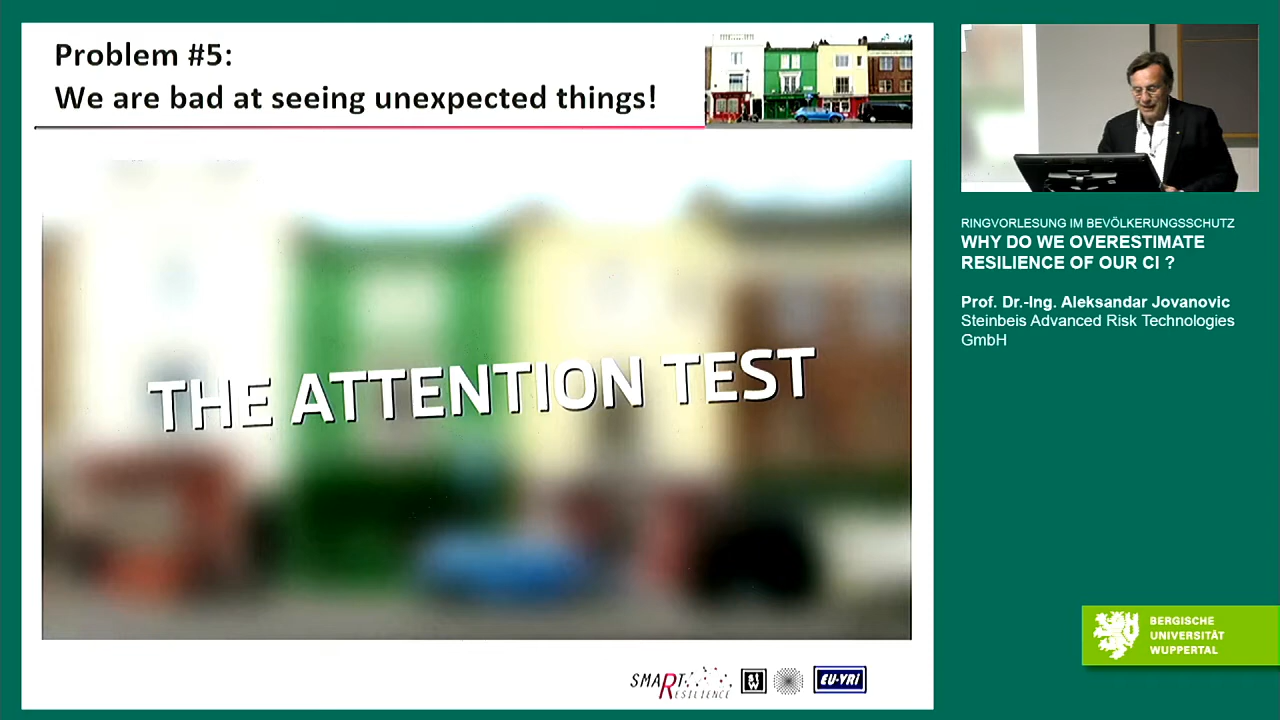 Problem #5:
We are bad at seeing unexpected things!
THE ATTENTION TEST
SMART
RESILIENCE
EU-VRi
RINGVORLESUNG IM BEVÖLKERUNGSSCHUTZ
WHY DO WE OVERESTIMATE
RESILIENCE OF OUR CI ?
Prof. Dr.-Ing. Aleksandar Jovanovic
Steinbeis Advanced Risk Technologies
GmbH
BERGISCHE
UNIVERSITÄT
WUPPERTAL